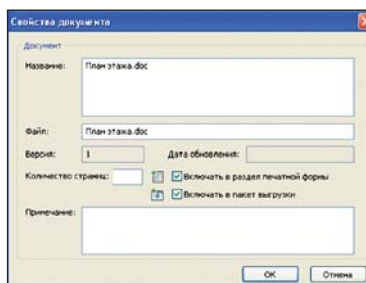 Свойства документа
Документ
Название: План этажа.doc
Файл: План этажа.doc
Версия: 1 Дата обновления:
Количество страниц: Включать в раздел печатной формы
Включать в пакет выгрузки
Примечание:
OK Отмена